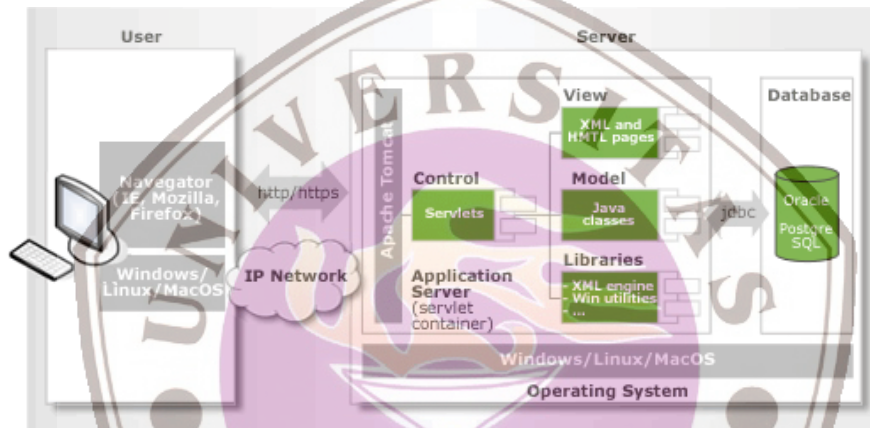 User
Server
View
Database
XML and
HMTL pages
Apache Tomcat
Navegator
(IE, Mozilla,
Firefox)
http/https
Control
Servlets
Model
Java
classes
jdbc
Oracle
Postgre
SQL
Windows/
Linux/MacOS
IP Network
Application
Server
(servlet
container)
Libraries
- XML engine
- Win utilities
- ...
Windows/Linux/MacOS
Operating System
UNIVERSITAS